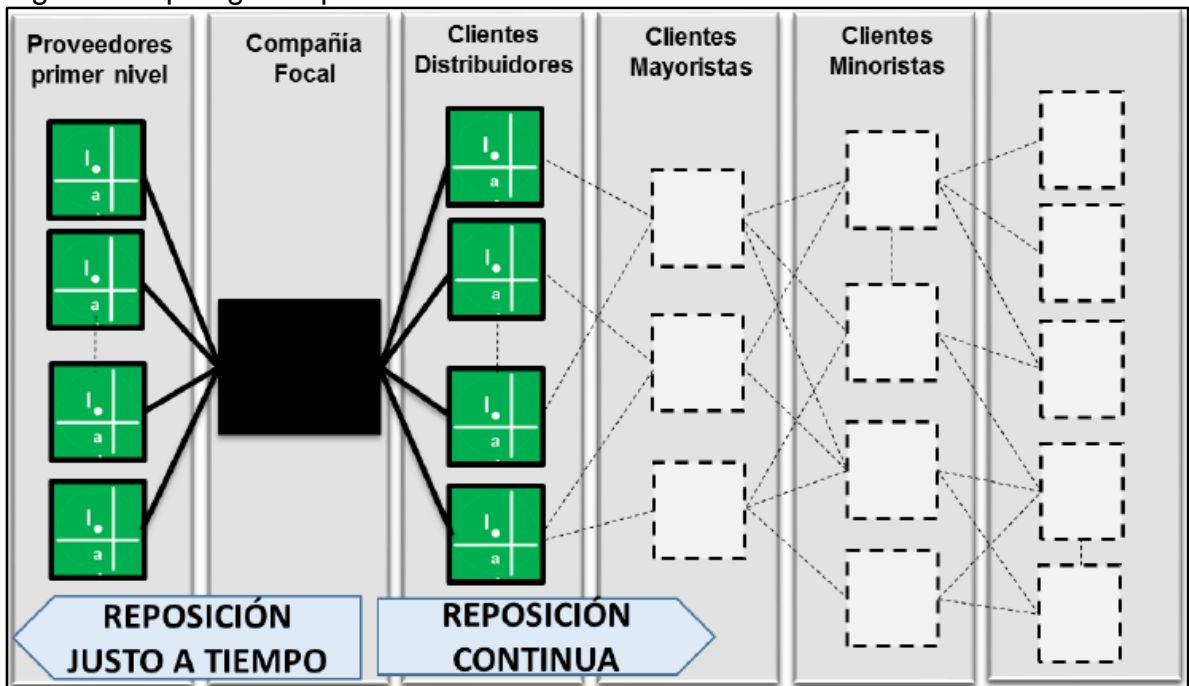 Proveedores
primer nivel
Compañía
Focal
Clientes
Distribuidores
Clientes
Mayoristas
Clientes
Minoristas
I.
a
I.
a
I.
a
I.
a
I.
a
I.
a
I.
a
I.
a
REPOSICIÓN
JUSTO A TIEMPO
REPOSICIÓN
CONTINUA